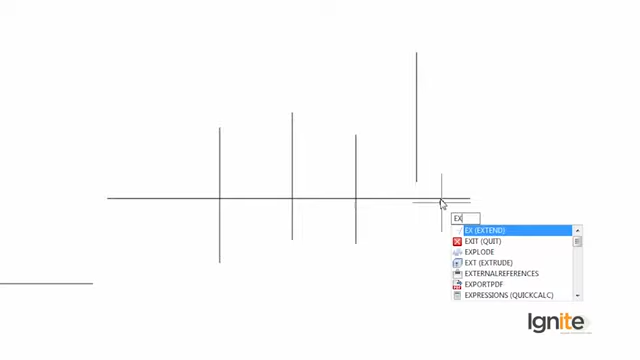 EX
EX (EXTEND)
EXIT (QUIT)
EXPLODE
EXT (EXTRUDE)
EXTERNALREFERENCES
EXPORTPDF
EXPRESSIONS (QUICKCALC)
Ignite